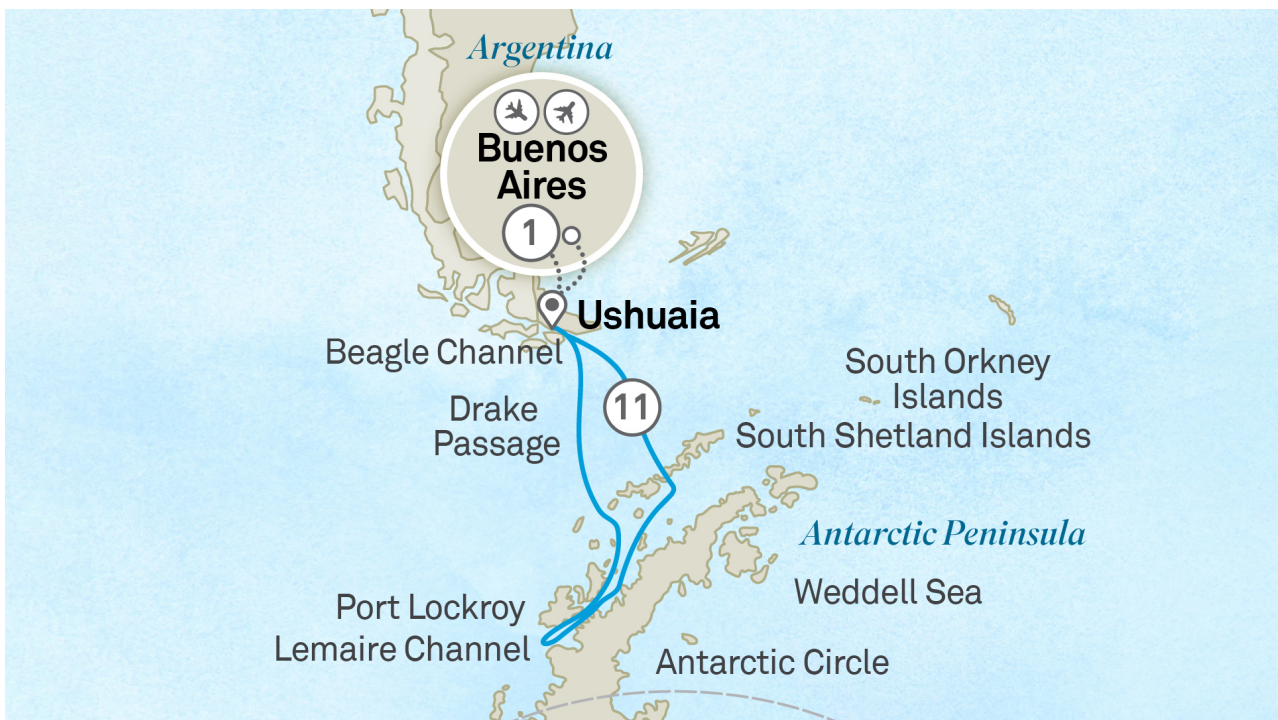 Argentina
Buenos
Aires
1
Ushuaia
Beagle Channel
South Orkney
Islands
Drake
Passage
11
South Shetland Islands
Antarctic Peninsula
Weddell Sea
Port Lockroy
Lemaire Channel
Antarctic Circle